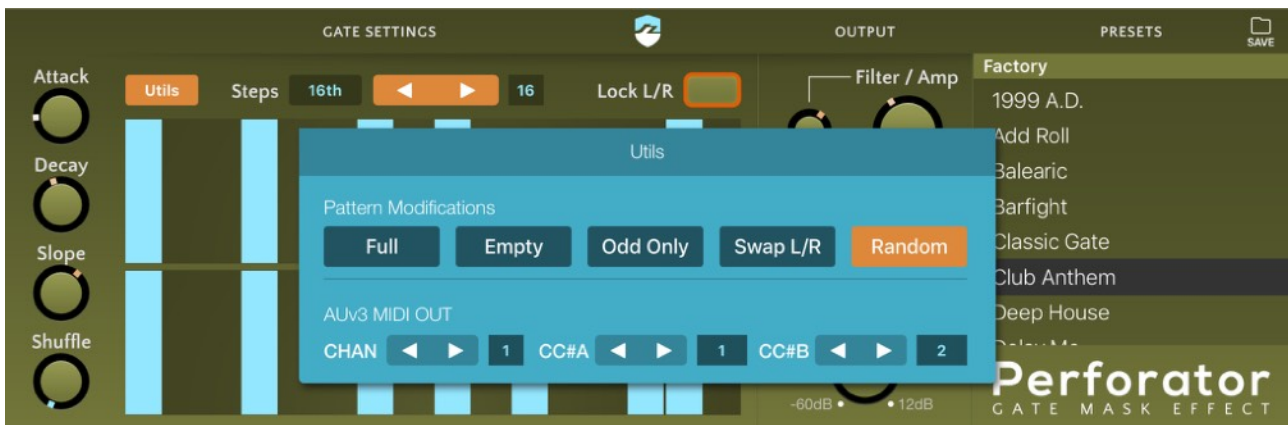 GATE SETTINGS
OUTPUT
PRESETS
SAVE
Attack
Decay
Slope
Shuffle
Utils
Steps
16th
16
Lock L/R
Filter / Amp
Utils
Pattern Modifications
Full
Empty
Odd Only
Swap L/R
Random
AUv3 MIDI OUT
CHAN
1
CC#A
1
CC#B
2
-60dB
12dB
Factory
1999 A.D.
Add Roll
Balearic
Barfight
Classic Gate
Club Anthem
Deep House
Perforator
GATE MASK EFFECT